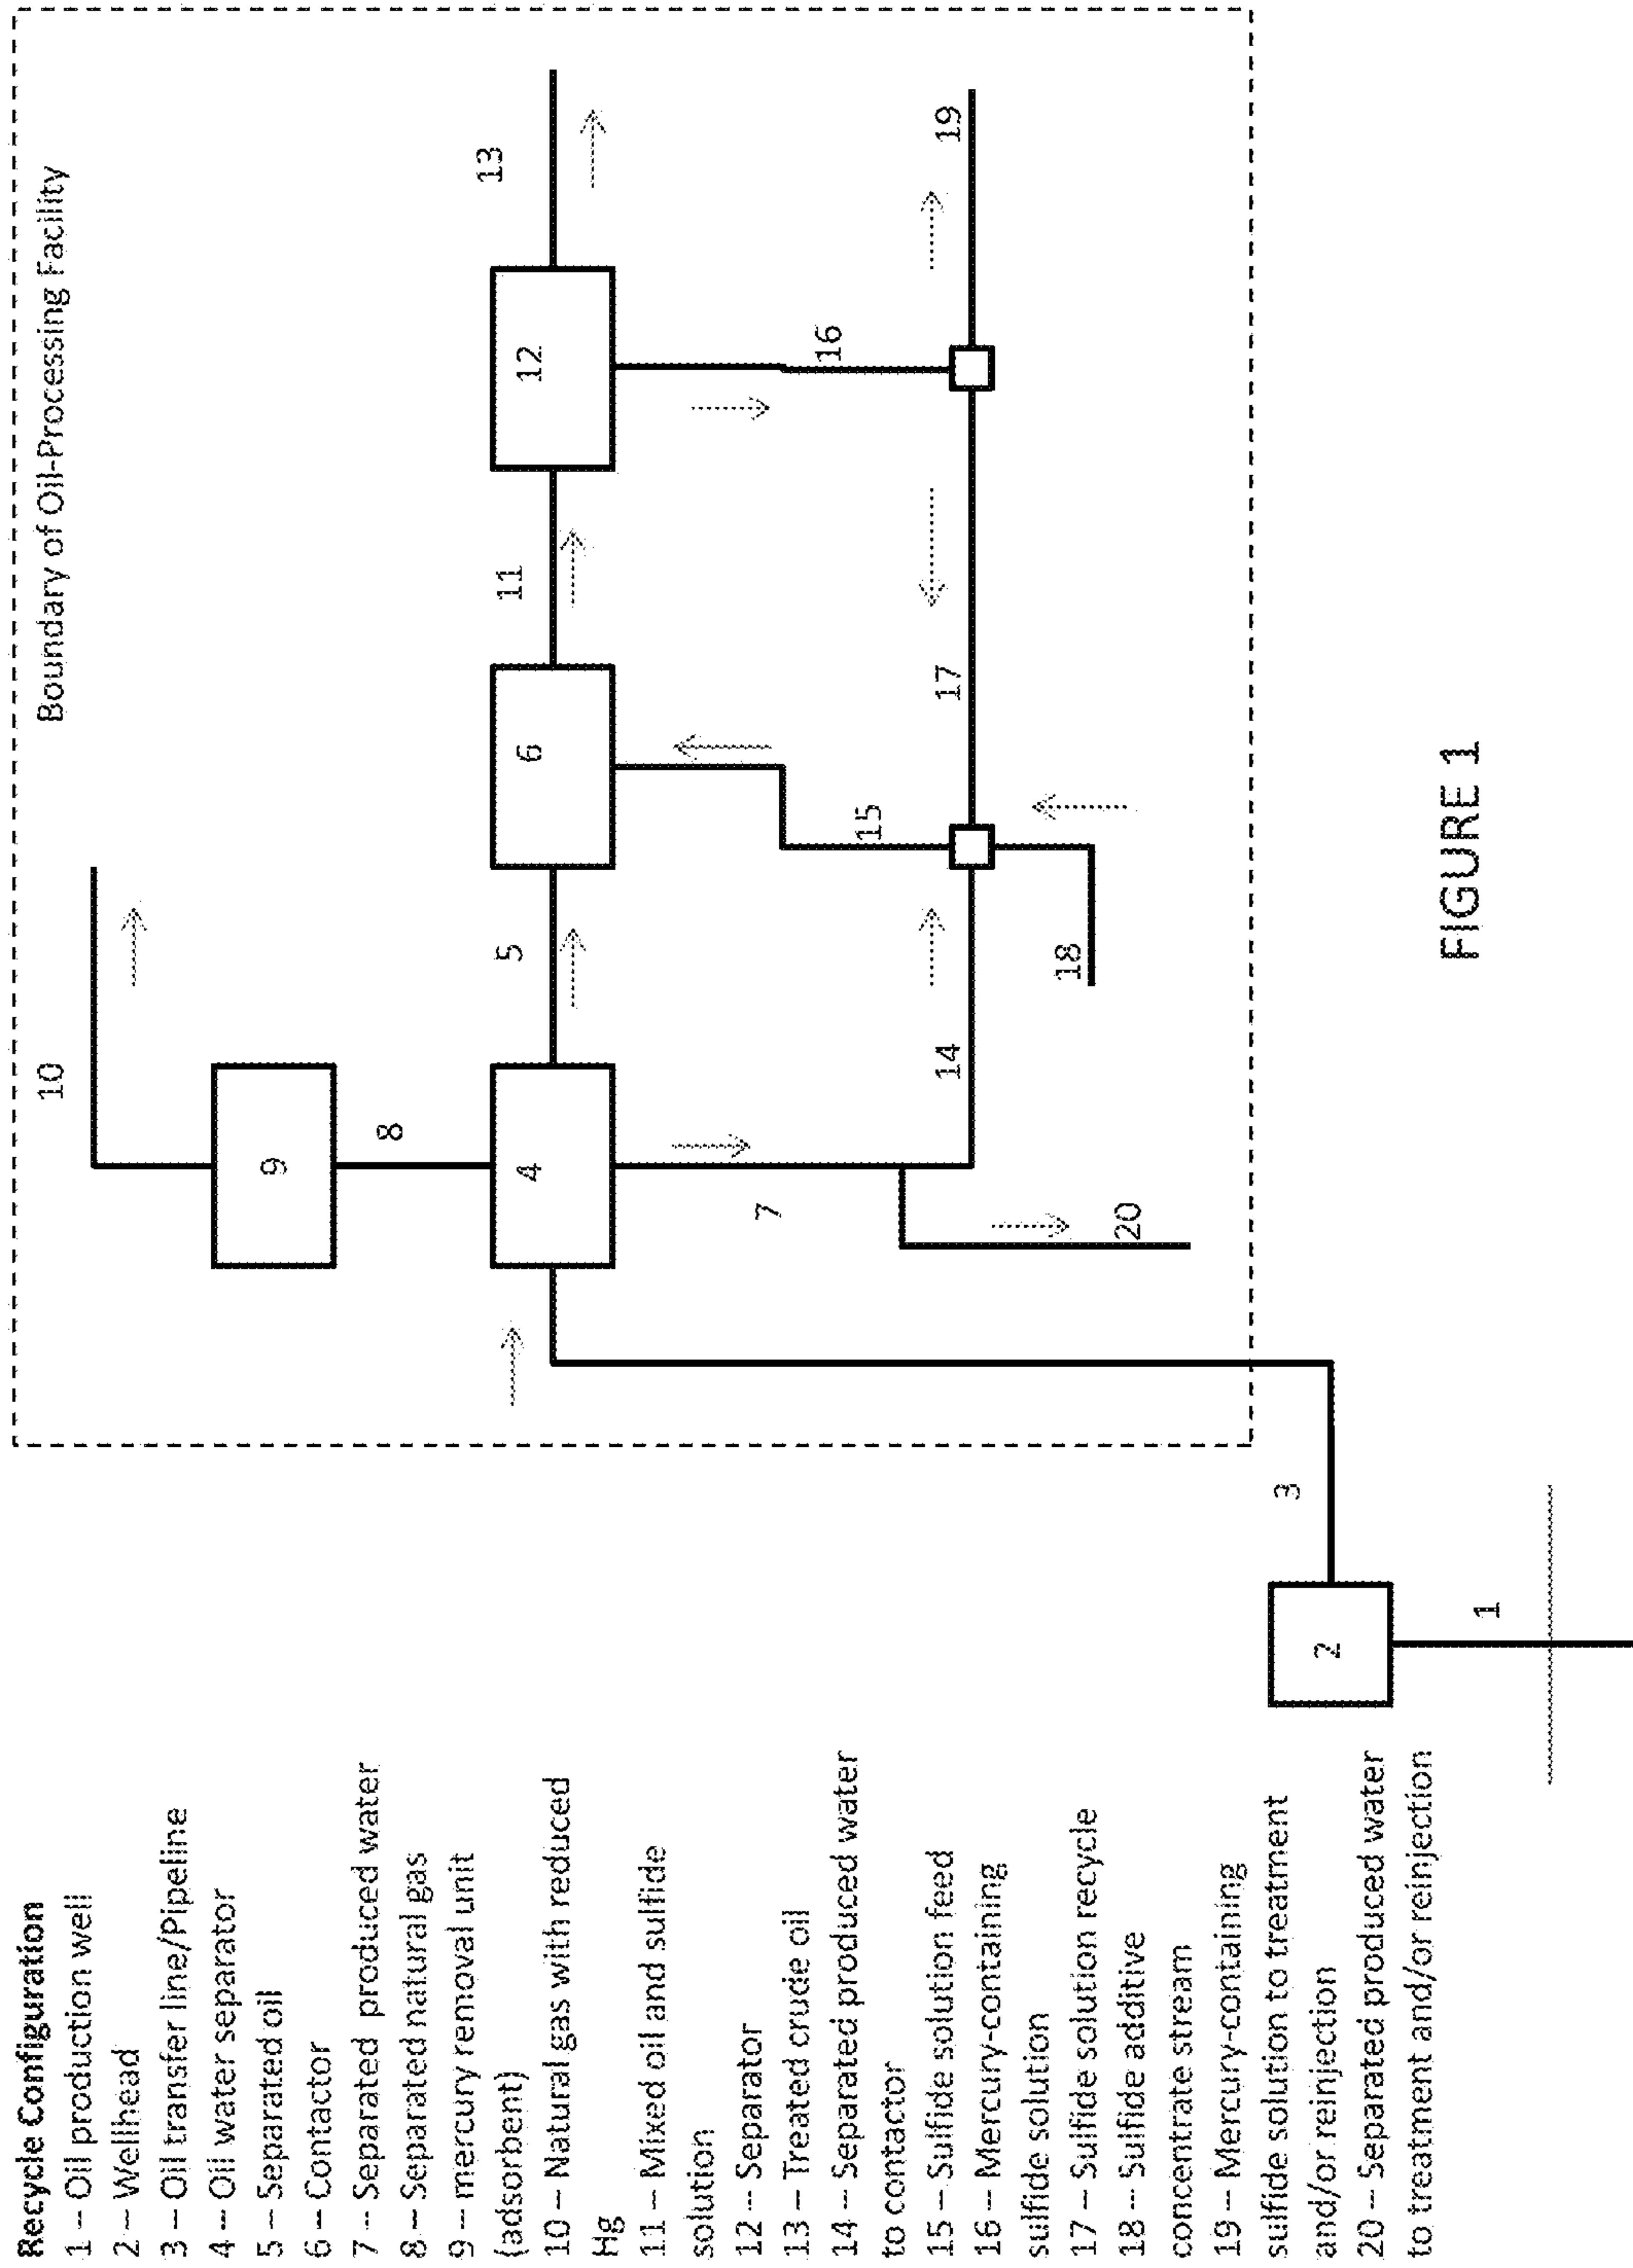 Recycle Configuration
1 – Oil production well
2 – Wellhead
3 – Oil transfer line/Pipeline
4 – Oil water separator
5 – Separated oil
6 – Contactor
7 – Separated produced water
8 – Separated natural gas
9 – mercury removal unit
(adsorbent)
10 – Natural gas with reduced
Hg
11 – Mixed oil and sulfide
solution
12 – Separator
13 – Treated crude oil
14 – Separated produced water
to contactor
15 – Sulfide solution feed
16 – Mercury-containing
sulfide solution
17 – Sulfide solution recycle
18 – Sulfide additive
concentrate stream
19 – Mercury-containing
sulfide solution to treatment
and/or reinjection
20 – Separated produced water
to treatment and/or reinjection
Boundary of Oil-Processing Facility
10
9
8
4
5
6
11
12
13
7
14
15
16
17
18
19
20
3
2
1
FIGURE 1